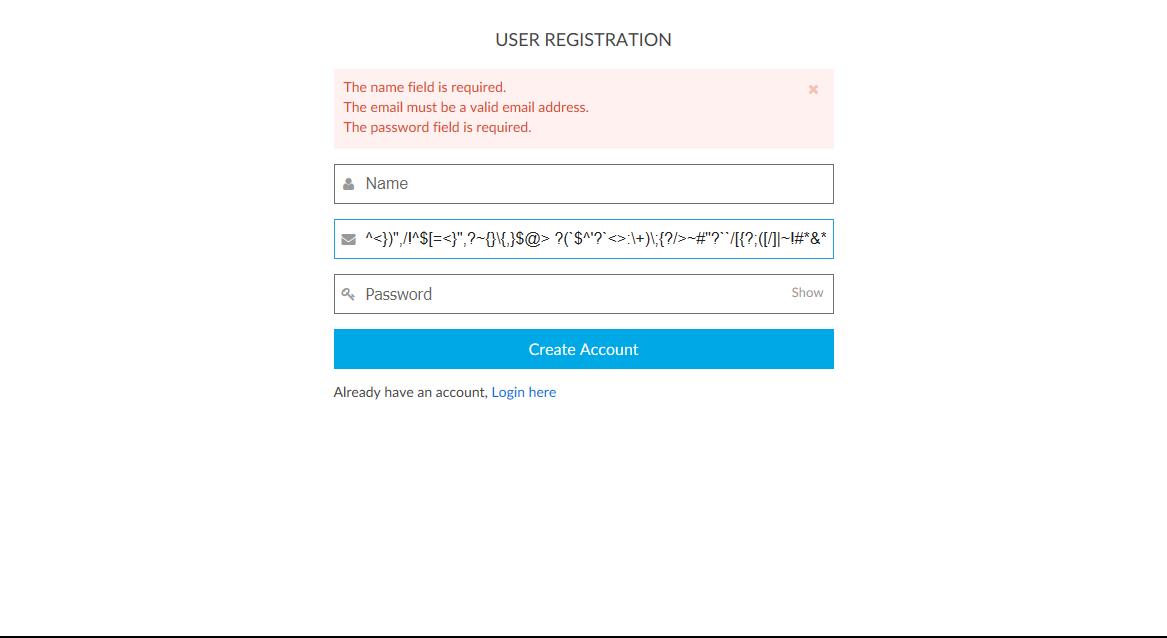 USER REGISTRATION
The name field is required.
The email must be a valid email address.
The password field is required.
Name
^<})",/!^$[=<}",?~{}\{,}$@> ?(`$^'?`<>:\+)\;{?/>~#"?``/[{?;([/]|~!#*&*
Password
Show
Create Account
Already have an account, Login here